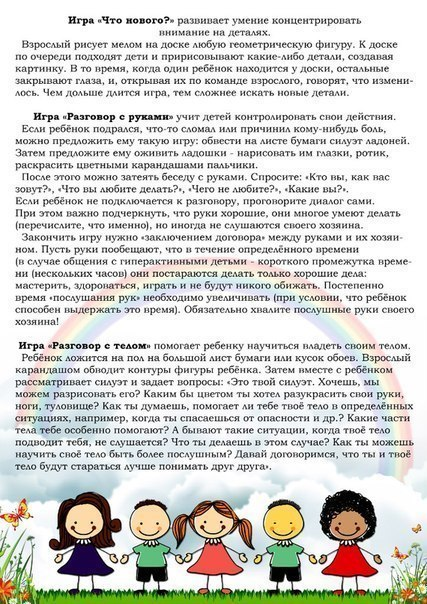 Игра «Что нового?» развивает умение концентрировать
внимание на деталях.
Взрослый рисует мелом на доске любую геометрическую фигуру. К доске
по очереди подходят дети и пририсовывают какие-либо детали, создавая
картинку. В то время, когда один ребёнок находится у доски, остальные
закрывают глаза, и, открывая их по команде взрослого, говорят, что измени-
лось. Чем дольше длится игра, тем сложнее искать новые детали.
Игра «Разговор с руками» учит детей контролировать свои действия.
Если ребёнок подрался, что-то сломал или причинил кому-нибудь боль,
можно предложить ему такую игру: обвести на листе бумаги силуэт ладоней.
Затем предложите ему оживить ладошки - нарисовать им глазки, ротик,
раскрасить цветными карандашами пальчики.
После этого можно затеять беседу с руками. Спросите: «Кто вы, как вас
зовут?», «Что вы любите делать?», «Чего не любите?», «Какие вы?».
Если ребёнок не подключается к разговору, проговорите диалог сами.
При этом важно подчеркнуть, что руки хорошие, они многое умеют делать
(перечислите, что именно), но иногда не слушаются своего хозяина.
Закончить игру нужно «заключением договора» между руками и их хозяи-
ном. Пусть руки пообещают, что в течение определённого времени
(в случае общения с гиперактивными детьми - короткого промежутка време-
ни (нескольких часов) они постараются делать только хорошие дела:
мастерить, здороваться, играть и не будут никого обижать. Постепенно
время «послушания рук» необходимо увеличивать (при условии, что ребёнок
способен выдержать это время). Обязательно хвалите послушные руки своего
хозяина!
Игра «Разговор с телом» помогает ребенку научиться владеть своим телом.
Ребёнок ложится на пол на большой лист бумаги или кусок обоев. Взрослый
карандашом обводит контуры фигуры ребёнка. Затем вместе с ребёнком
рассматривает силуэт и задает вопросы: «Это твой силуэт. Хочешь, мы
можем разрисовать его? Каким бы цветом ты хотел разукрасить свои руки,
ноги, туловище? Как ты думаешь, помогает ли тебе твоё тело в определённых
ситуациях, например, когда ты спасаешься от опасности и др.? Какие части
тела тебе особенно помогают? А бывают такие ситуации, когда твоё тело
подводит тебя, не слушается? Что ты делаешь в этом случае? Как ты можешь
научить своё тело быть более послушным? Давай договоримся, что ты и твоё
тело будут стараться лучше понимать друг друга».